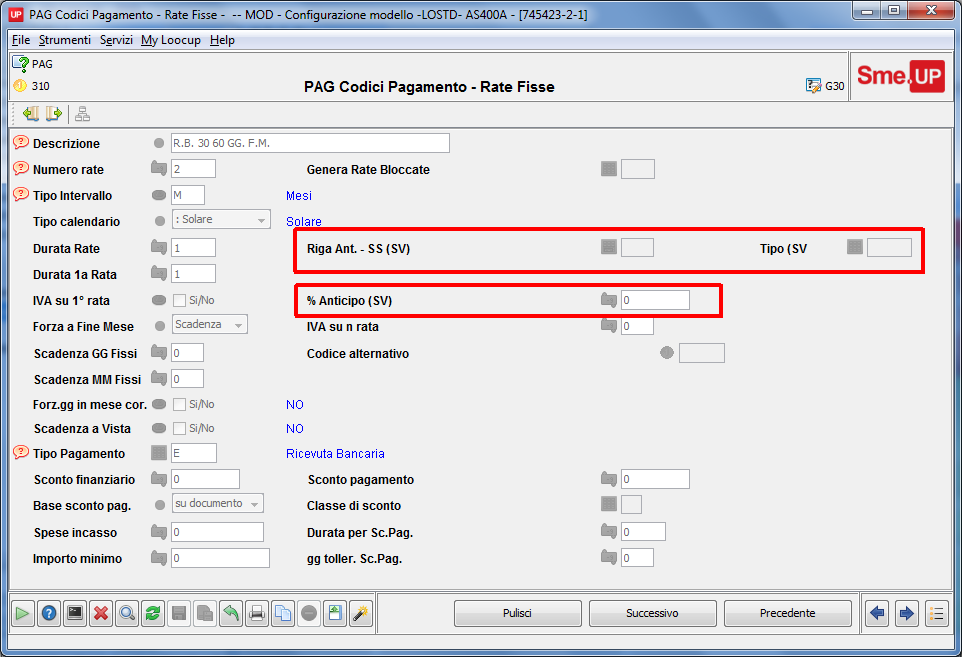 UP PAG Codici Pagamento - Rate Fisse - -- MOD - Configurazione modello -LOSTD- AS400A - [745423-2-1]
File Strumenti Servizi My Loocup Help
PAG
310 PAG Codici Pagamento - Rate Fisse G30 Sme.UP
Descrizione R.B. 30 60 GG. F.M.
Numero rate 2 Genera Rate Bloccate
Tipo Intervallo M Mesi
Tipo calendario : Solare Solare
Durata Rate 1 Riga Ant. - SS (SV) Tipo (SV
Durata 1a Rata 1
IVA su 1° rata Si/No % Anticipo (SV) 0
Forza a Fine Mese Scadenza IVA su n rata 0
Scadenza GG Fissi 0 Codice alternativo
Scadenza MM Fissi 0
Forz.gg in mese cor. Si/No NO
Scadenza a Vista Si/No NO
Tipo Pagamento E Ricevuta Bancaria
Sconto finanziario 0 Sconto pagamento 0
Base sconto pag. su documento Classe di sconto
Spese incasso 0 Durata per Sc.Pag. 0
Importo minimo 0 gg toller. Sc.Pag. 0
Pulisci Successivo Precedente